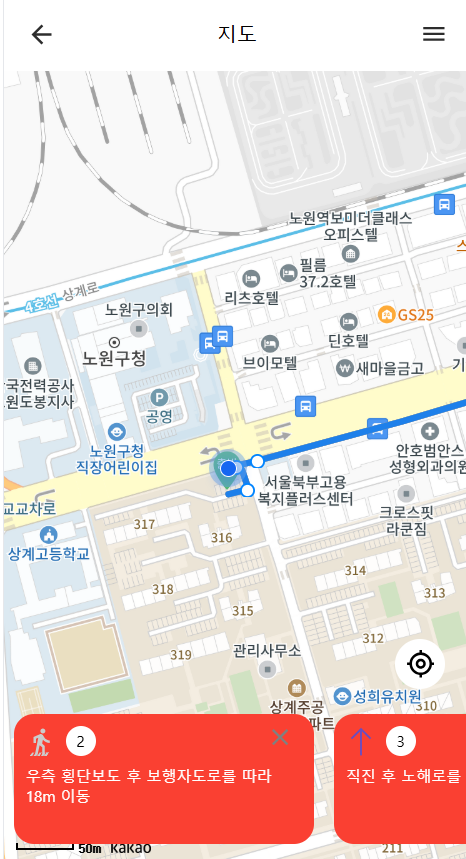 지도
노원역보미더클래스
오피스텔
4호선 상계로
필름
37.2호텔
리츠호텔
노원구의회
GS25
딘호텔
노원구청
브이모텔
새마을금고
국전력공사
원도봉지사
P
공영
노원구청
직장어린이집
안호범안스
성형외과의원
서울북부고용
복지플러스센터
크로스핏
라쿤짐
교교차로
317
316
상계고등학교
318
314
313
315
312
319
관리사무소
성희유치원
310
상계주공
파트
2
우측 횡단보도 후 보행자도로를 따라
18m 이동
3
직진 후 노해로를
50m kakao
211